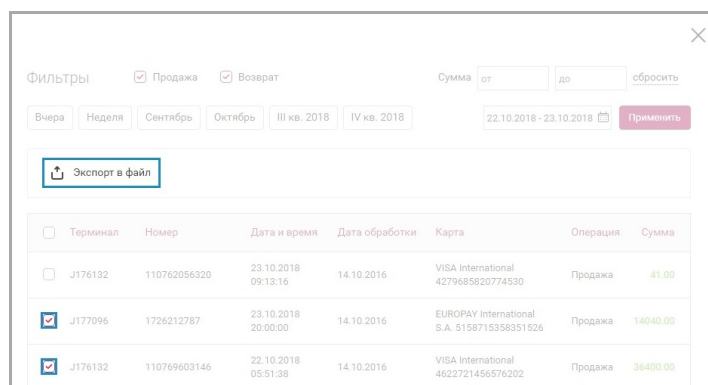 Фильтры Продажа Возврат Сумма от до сбросить
Вчера Неделя Сентябрь Октябрь III кв. 2018 IV кв. 2018 22.10.2018 - 23.10.2018 Применить
Экспорт в файл
Терминал Номер Дата и время Дата обработки Карта Операция Сумма
J176132 110762056320 23.10.2018 09:13:16 14.10.2016 VISA International 4279685820774530 Продажа 41.00
J177096 1726212787 23.10.2018 20:00:00 14.10.2016 EUROPAY International S.A. 5158715358351526 Продажа 14040.00
J176132 110769603146 22.10.2018 05:51:38 14.10.2016 VISA International 4622721456576202 Продажа 36400.00